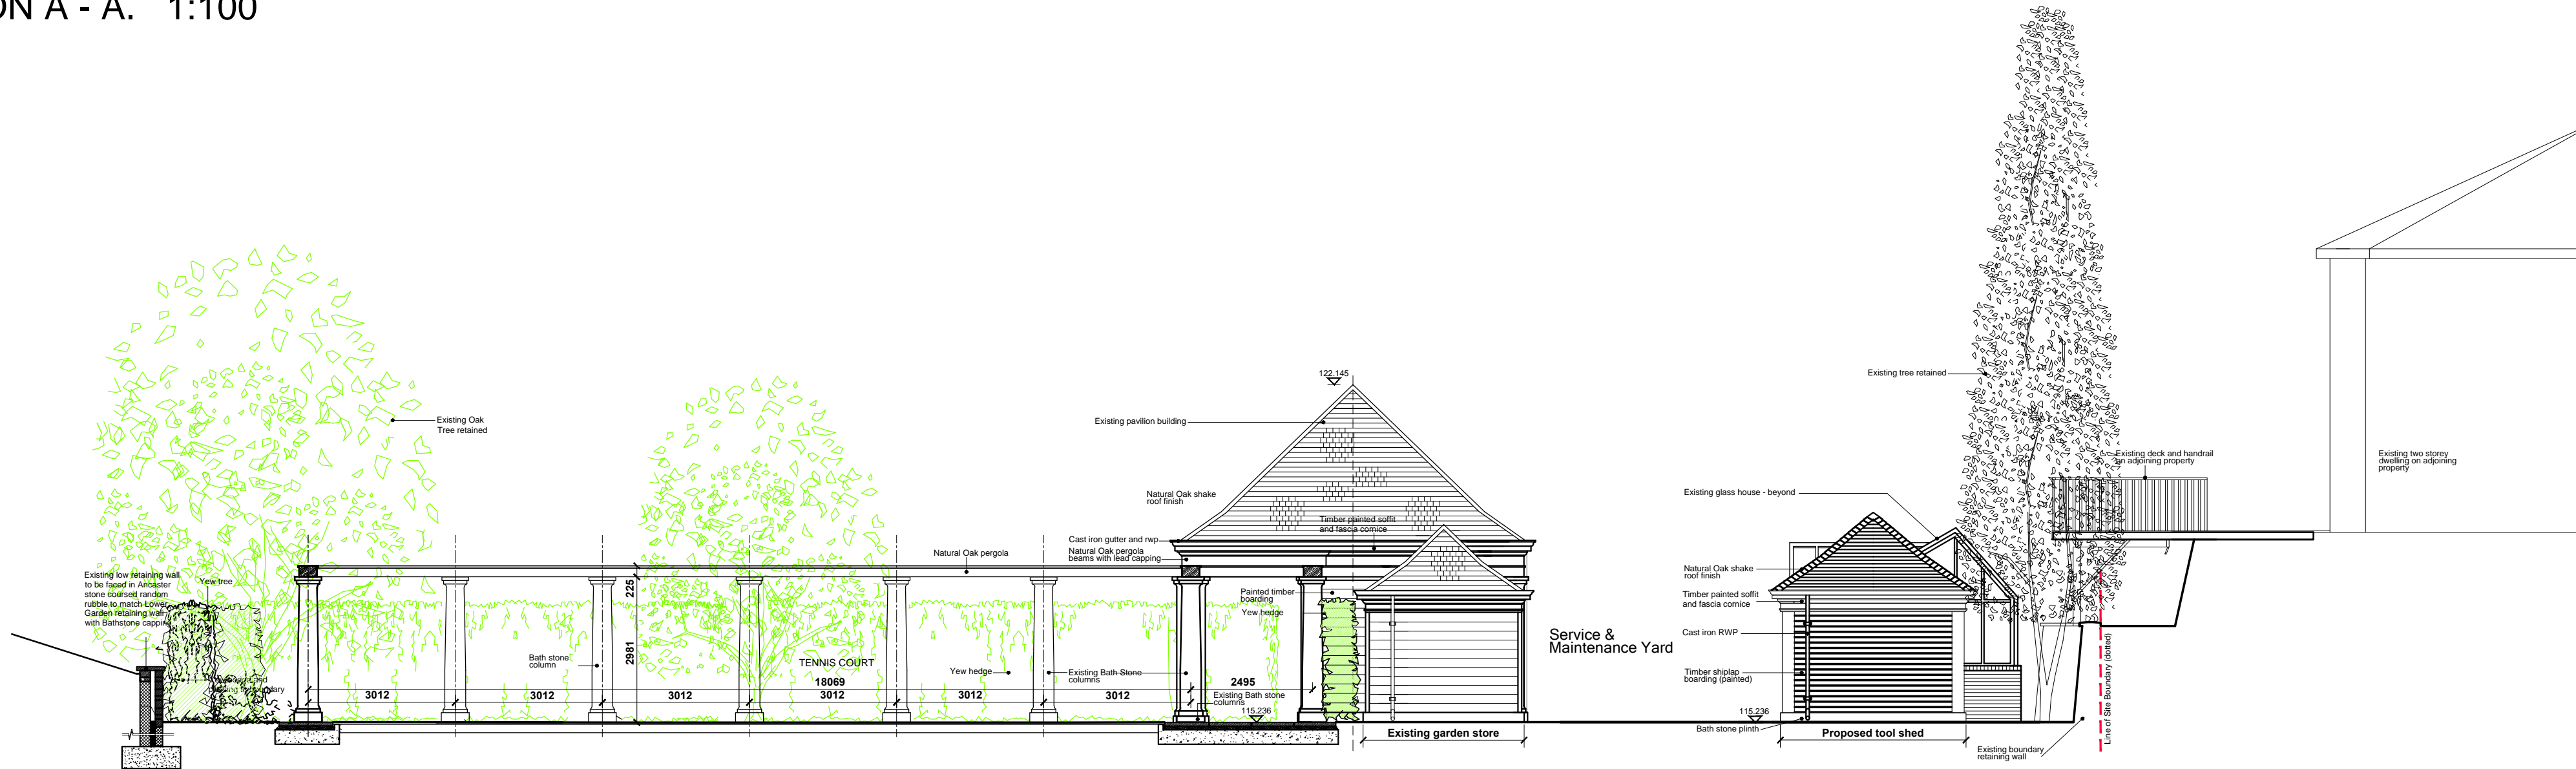 ON A - A. 1:100
Existing Oak
Tree retained
Existing low retaining wall
to be faced in Ancaster
stone coursed random
rubble to match Lower
Garden retaining wall
with Bathstone capping
Yew tree
boundary
3012
3012
3012
18069
3012
3012
3012
225
2981
Bath stone
column
TENNIS COURT
Natural Oak pergola
Yew hedge
Existing Bath Stone
columns
2495
Existing Bath stone
columns
115.236
122.145
Existing pavilion building
Natural Oak shake
roof finish
Timber painted soffit
and fascia cornice
Cast iron gutter and rwp
Natural Oak pergola
beams with lead capping
Painted timber
boarding
Yew hedge
Existing garden store
Service &
Maintenance Yard
Existing tree retained
Existing glass house - beyond
Natural Oak shake
roof finish
Timber painted soffit
and fascia cornice
Cast iron RWP
Timber shiplap
boarding (painted)
115.236
Bath stone plinth
Proposed tool shed
Existing boundary
retaining wall
Line of Site Boundary (dotted)
Existing deck and handrail
on adjoining property
Existing two storey
dwelling on adjoining
property